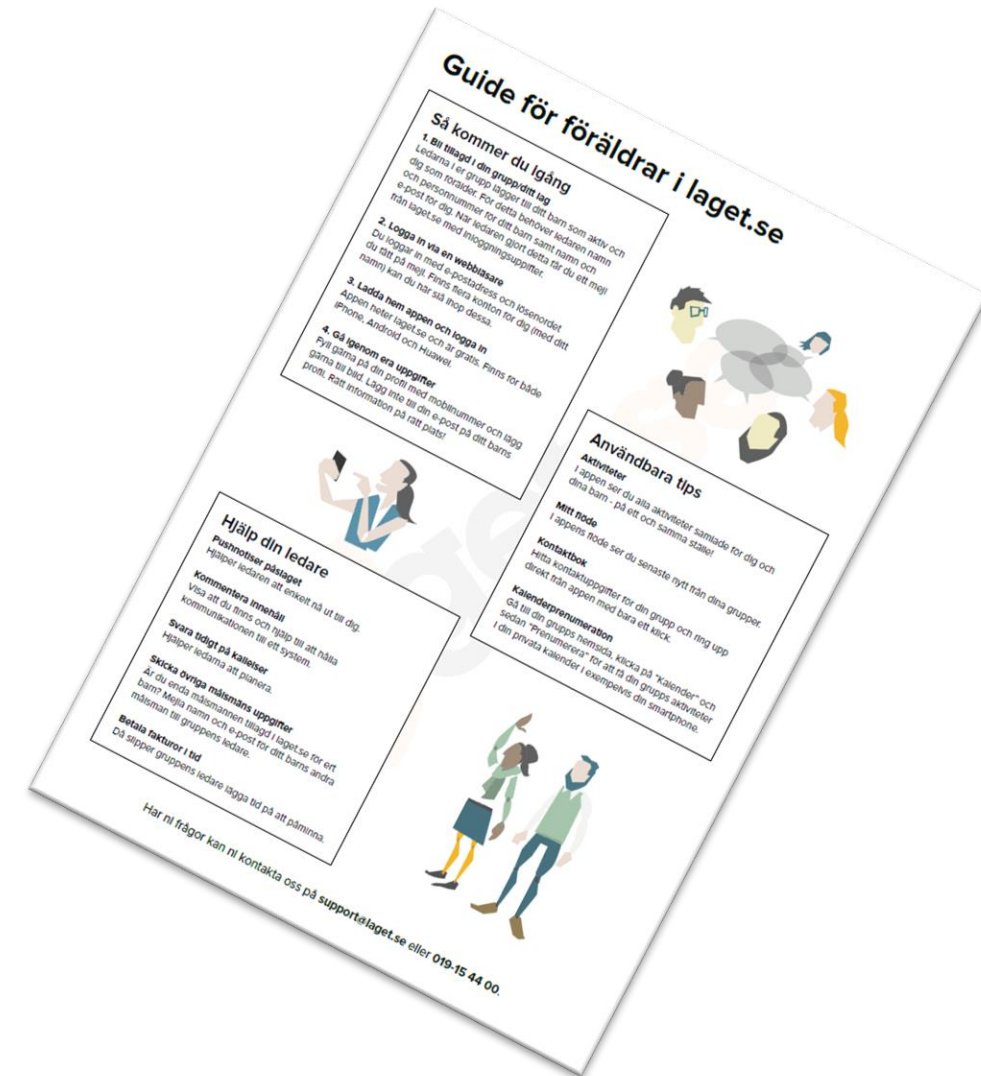 Guide för föräldrar i laget.se
Så kommer du igång
1. Bli tillagd i din grupp/ditt lag
Ledarna i er grupp lägger till ditt barn som aktiv och
dig som förälder. För detta behöver ledaren namn
och personnummer för ditt barn samt namn och
e-post för dig. När ledaren gjort detta får du ett mejl
från laget.se med inloggningsuppifter.
2. Logga in via en webbläsare
Du loggar in med e-postadress och lösenordet
du fått på mejl. Finns flera konton för dig (med ditt
namn) kan du här slå ihop dessa.
3. Ladda hem appen och logga in
Appen heter laget.se och är gratis. Finns för både
iPhone, Android och Huawei.
4. Gå igenom era uppgifter
Fyll gärna på din profil med mobilnummer och lägg
gärna till bild. Lägg inte till din e-post på ditt barns
profil. Rätt information på rätt plats!
Användbara tips
Aktiviteter
I appen ser du alla aktiviteter samlade för dig och
dina barn - på ett och samma ställe!
Mitt flöde
I appens flöde ser du senaste nytt från dina grupper.
Kontaktbok
Hitta kontaktuppgifter för din grupp och ring upp
direkt från appen med bara ett klick.
Kalenderprenumeration
Gå till din grupps hemsida, klicka på "Kalender" och
sedan "Prenumerera" för att få din grupps aktiviteter
i din privata kalender i exempelvis din smartphone.
Hjälp din ledare
Pushnotiser påslaget
Hjälper ledaren att enkelt nå ut till dig.
Kommentera innehåll
Visa att du finns och hjälp till att hålla
kommunikationen till ett system.
Svara tidigt på kallelser
Hjälper ledarna att planera.
Skicka övriga målsmans uppgifter
Är du enda målsmannen tillagd i laget.se för ert
barn? Mejla namn och e-post för ditt barns andra
målsman till gruppens ledare.
Betala fakturor i tid
Då slipper gruppens ledare lägga tid på att påminna.
Har ni frågor kan ni kontakta oss på support@laget.se eller 019-15 44 00.